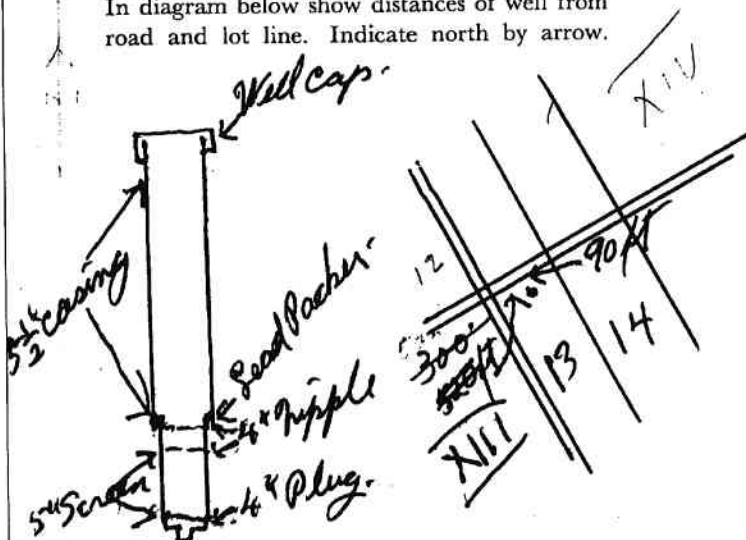 In diagram below show distances of well from
road and lot line. Indicate north by arrow.
Well Cap.
5 1/2" Casing
Lead Packer.
4" Nipple
5" Screen
4" Plug.
XIV
12
90 ft
300'
13
14
XIII